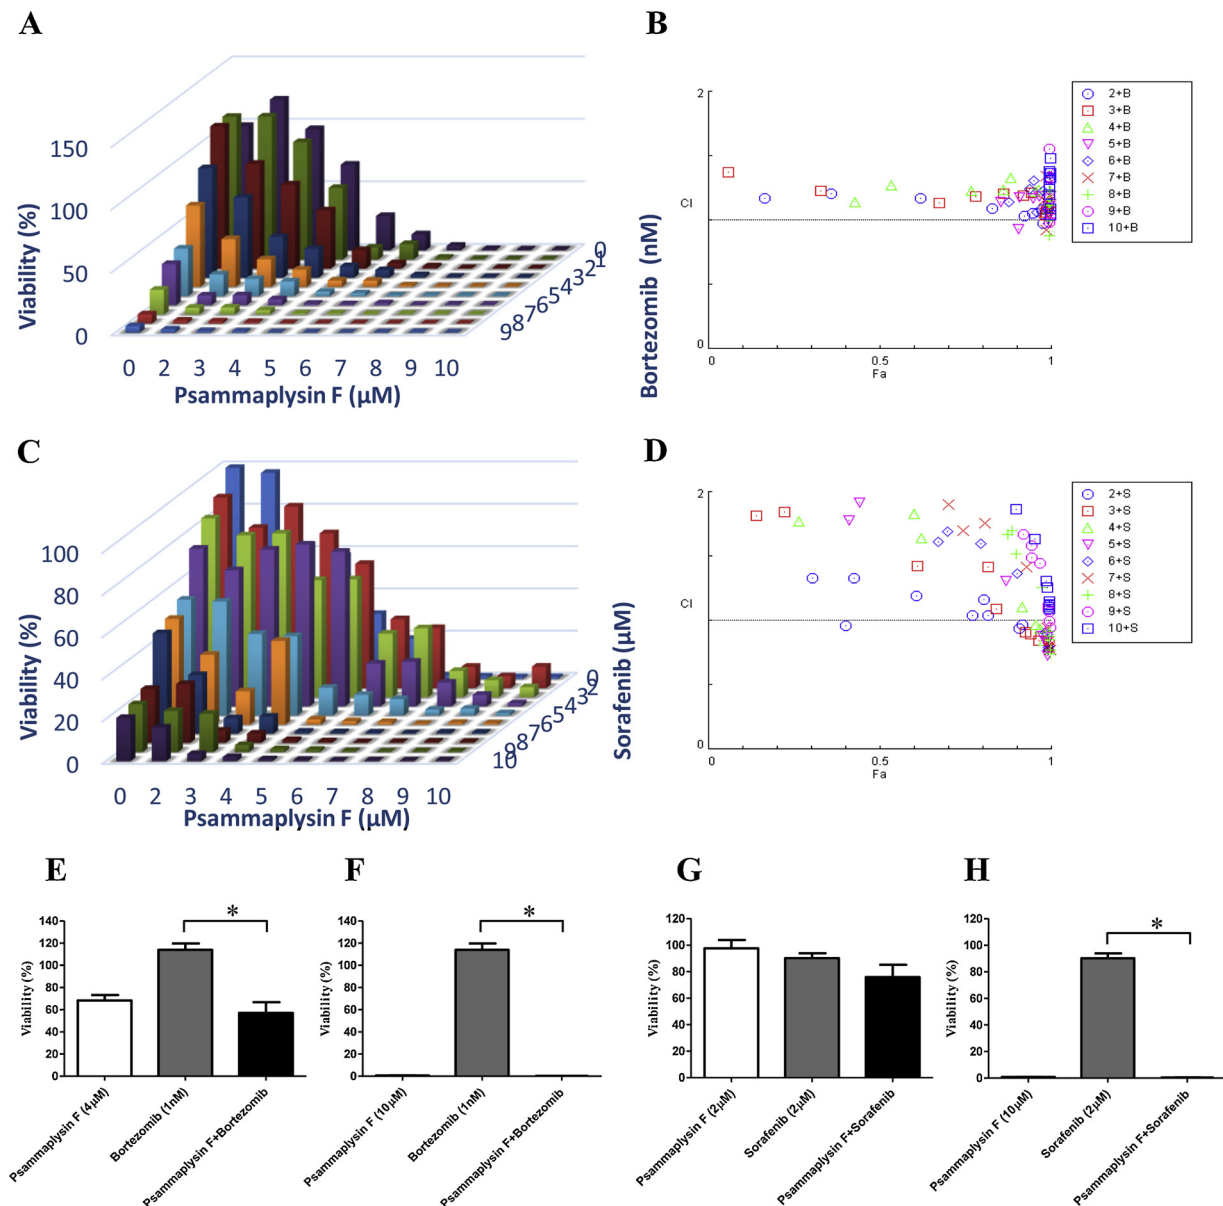 A
B
150
100
50
0
Viability (%)
0 2 3 4 5 6 7 8 9 10
Psammaplysin F (µM)
0
1
2
3
4
5
6
7
8
9
Bortezomib (nM)
2
CI
0
0 0.5 1
Fa
2+B
3+B
4+B
5+B
6+B
7+B
8+B
9+B
10+B
C
D
100
80
60
40
20
0
Viability (%)
0 2 3 4 5 6 7 8 9 10
Psammaplysin F (µM)
0
2
3
4
5
6
7
8
9
10
Sorafenib (µM)
2
CI
0
0 0.5 1
Fa
2+S
3+S
4+S
5+S
6+S
7+S
8+S
9+S
10+S
E
F
G
H
140
120
100
80
60
40
20
0
Viability (%)
*
Psammaplysin F (4µM)
Bortezomib (1nM)
Psammaplysin F+Bortezomib
140
120
100
80
60
40
20
0
Viability (%)
*
Psammaplysin F (10µM)
Bortezomib (1nM)
Psammaplysin F+Bortezomib
120
100
80
60
40
20
0
Viability (%)
Psammaplysin F (2µM)
Sorafenib (2µM)
Psammaplysin F+Sorafenib
120
100
80
60
40
20
0
Viability (%)
*
Psammaplysin F (10µM)
Sorafenib (2µM)
Psammaplysin F+Sorafenib